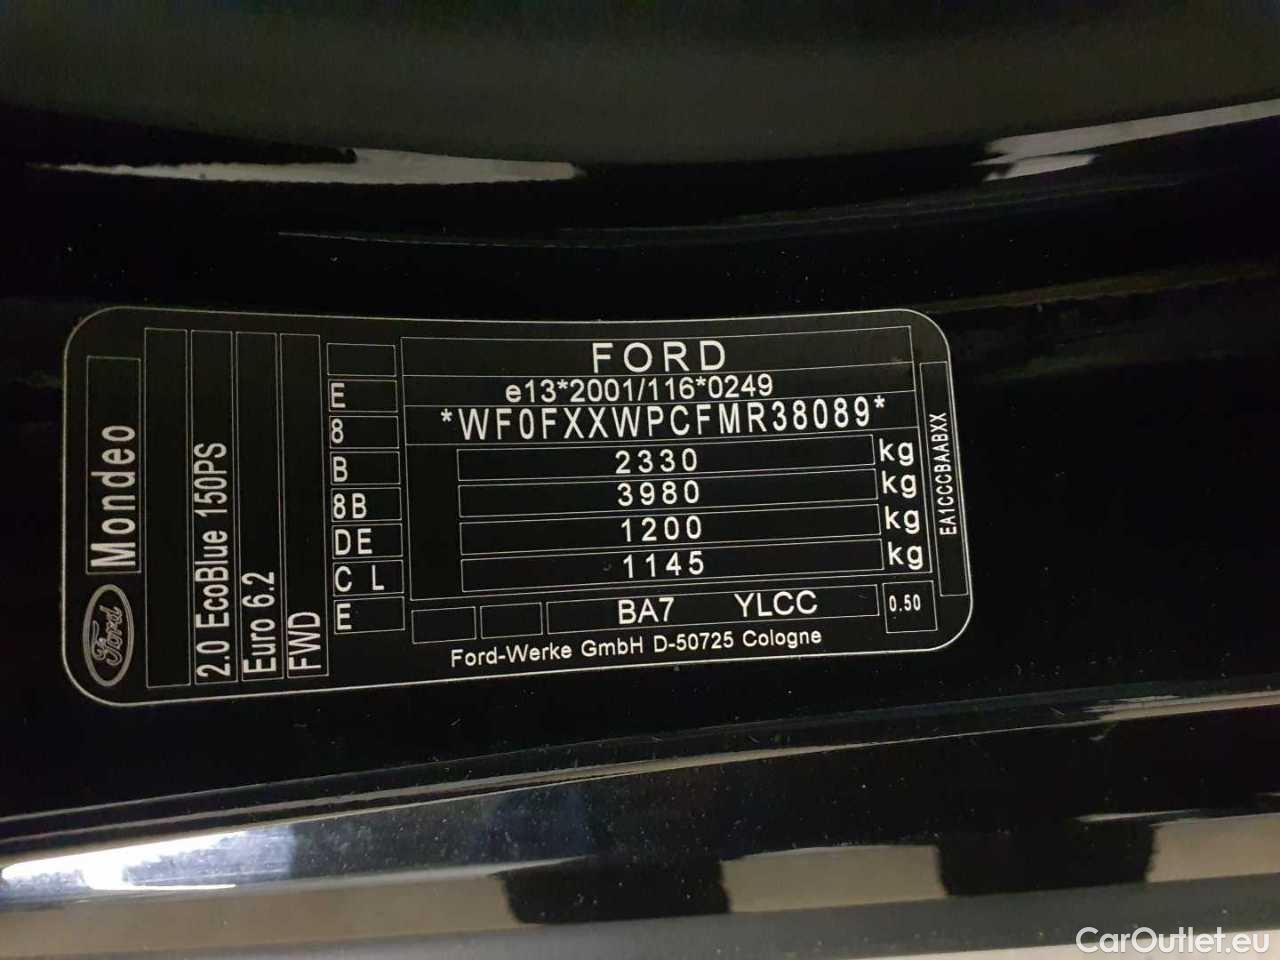 FORD
e13*2001/116*0249
*WF0FXXWPCFMR38089*
2330 kg
3980 kg
1200 kg
1145 kg
BA7 YLCC 0.50
Ford-Werke GmbH D-50725 Cologne
E
8
B
8B
DE
C L
E
Ford Mondeo
2.0 EcoBlue 150PS
Euro 6.2
FWD
EA1CCCBAABXX
CarOutlet.eu